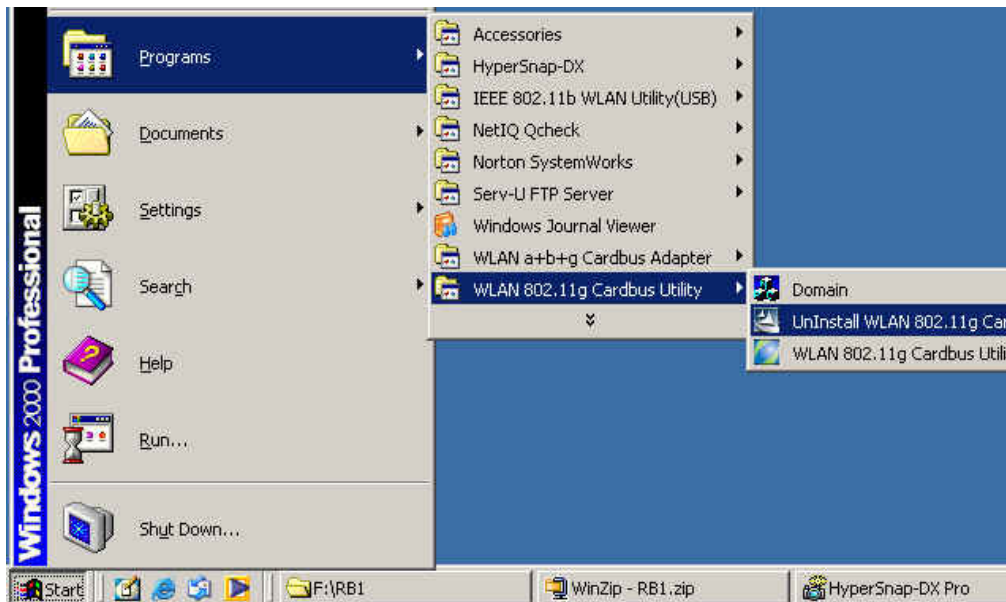 Windows 2000 Professional
Programs
Documents
Settings
Search
Help
Run...
Shut Down...
Accessories
HyperSnap-DX
IEEE 802.11b WLAN Utility(USB)
NetIQ Qcheck
Norton SystemWorks
Serv-U FTP Server
Windows Journal Viewer
WLAN a+b+g Cardbus Adapter
WLAN 802.11g Cardbus Utility
Domain
UnInstall WLAN 802.11g Car
WLAN 802.11g Cardbus Utili
Start
F:\RB1
WinZip - RB1.zip
HyperSnap-DX Pro